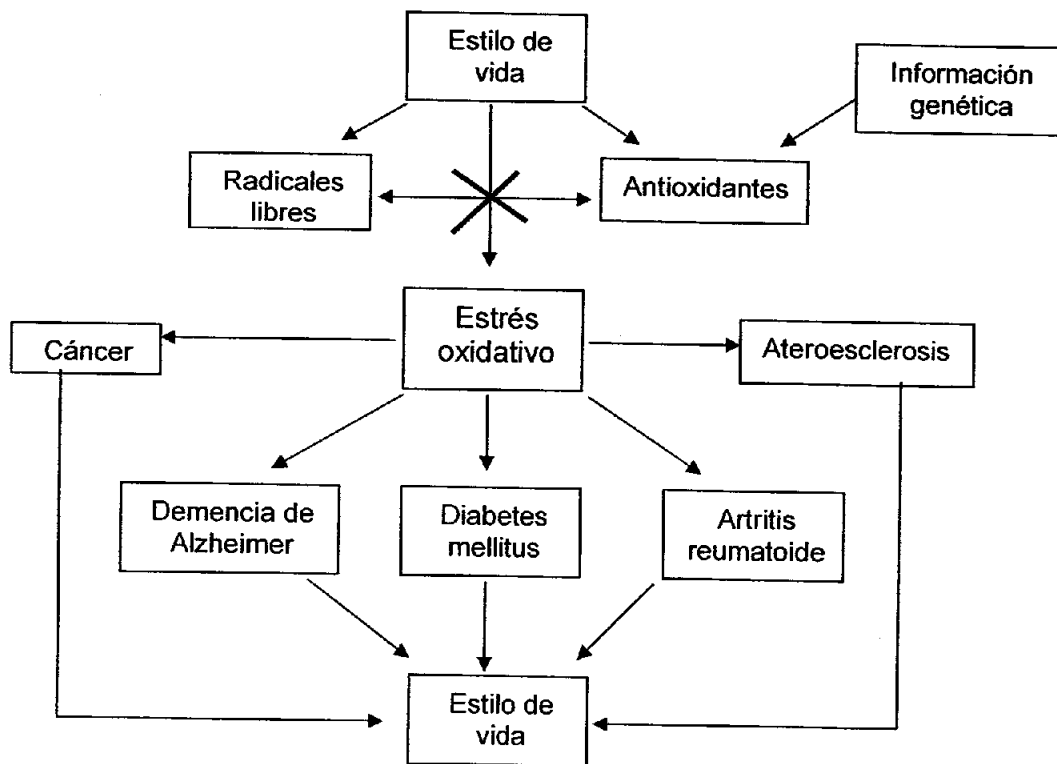 Estilo de
vida
Información
genética
Radicales
libres
Antioxidantes
Estrés
oxidativo
Cáncer
Ateroesclerosis
Demencia de
Alzheimer
Diabetes
mellitus
Artritis
reumatoide
Estilo de
vida